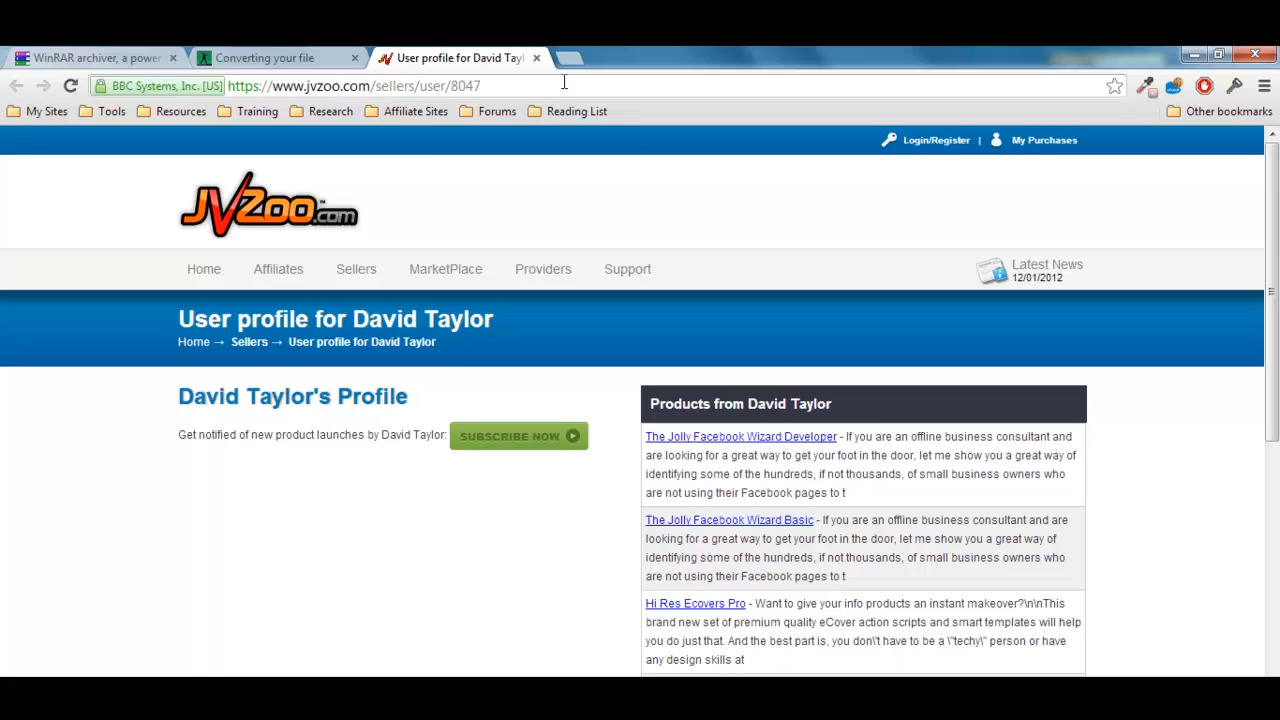 WinRAR archiver, a power
Converting your file
User profile for David Tayl
BBC Systems, Inc. [US] https://www.jvzoo.com/sellers/user/8047
My Sites Tools Resources Training Research Affiliate Sites Forums Reading List Other bookmarks
Login/Register | My Purchases
JVZoo.com
Home Affiliates Sellers MarketPlace Providers Support
Latest News
12/01/2012
User profile for David Taylor
Home → Sellers → User profile for David Taylor
David Taylor's Profile
Get notified of new product launches by David Taylor: SUBSCRIBE NOW
Products from David Taylor
The Jolly Facebook Wizard Developer - If you are an offline business consultant and
are looking for a great way to get your foot in the door, let me show you a great way of
identifying some of the hundreds, if not thousands, of small business owners who
are not using their Facebook pages to t
The Jolly Facebook Wizard Basic - If you are an offline business consultant and are
looking for a great way to get your foot in the door, let me show you a great way of
identifying some of the hundreds, if not thousands, of small business owners who
are not using their Facebook pages to t
Hi Res Ecovers Pro - Want to give your info products an instant makeover?\n\nThis
brand new set of premium quality eCover action scripts and smart templates will help
you do just that. And the best part is, you don\'t have to be a \"techy\" person or have
any design skills at